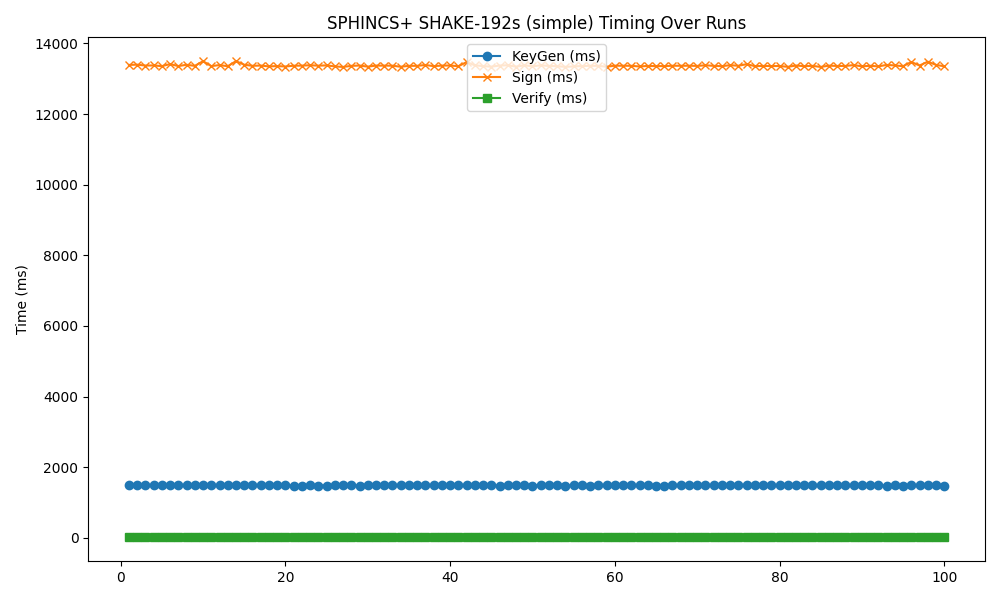 SPHINCS+ SHAKE-192s (simple) Timing Over Runs
14000
12000
10000
8000
6000
4000
2000
0
Time (ms)
KeyGen (ms)
Sign (ms)
Verify (ms)
0 20 40 60 80 100